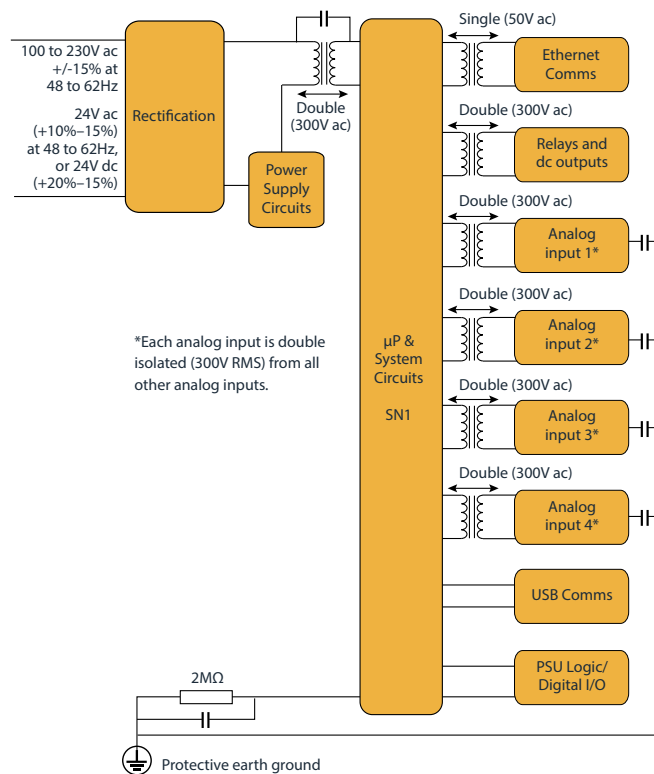 100 to 230V ac
+/-15% at
48 to 62Hz
24V ac
(+10%–15%)
at 48 to 62Hz,
or 24V dc
(+20%–15%)
Rectification
Double
(300V ac)
Power
Supply
Circuits
*Each analog input is double
isolated (300V RMS) from all
other analog inputs.
µP &
System
Circuits
SN1
Single (50V ac)
Ethernet
Comms
Double (300V ac)
Relays and
dc outputs
Double (300V ac)
Analog
input 1*
Double (300V ac)
Analog
input 2*
Double (300V ac)
Analog
input 3*
Double (300V ac)
Analog
input 4*
USB Comms
PSU Logic/
Digital I/O
2MΩ
Protective earth ground